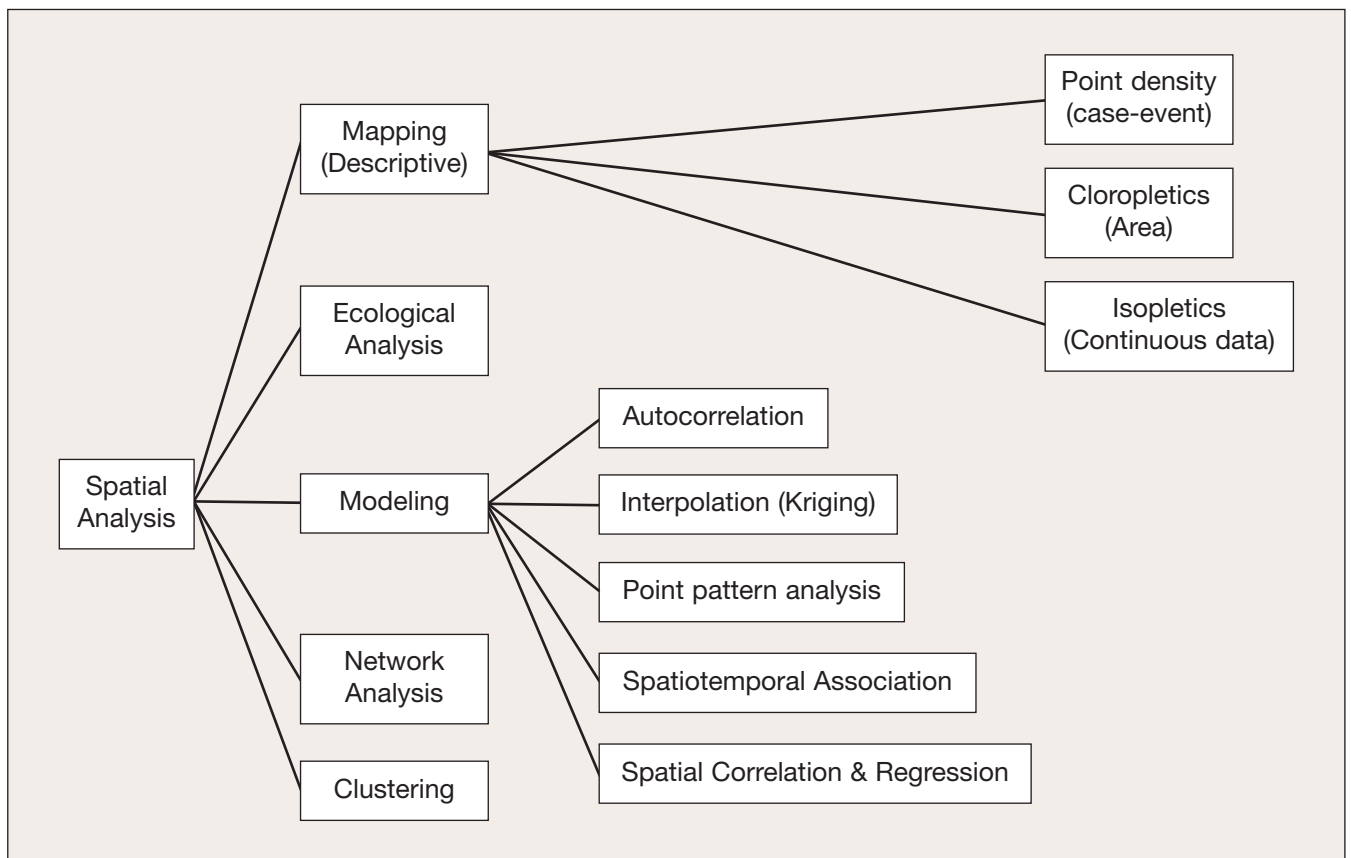 Spatial
Analysis
Mapping
(Descriptive)
Point density
(case-event)
Cloropletics
(Area)
Isopletics
(Continuous data)
Ecological
Analysis
Modeling
Autocorrelation
Interpolation (Kriging)
Point pattern analysis
Spatiotemporal Association
Spatial Correlation & Regression
Network
Analysis
Clustering